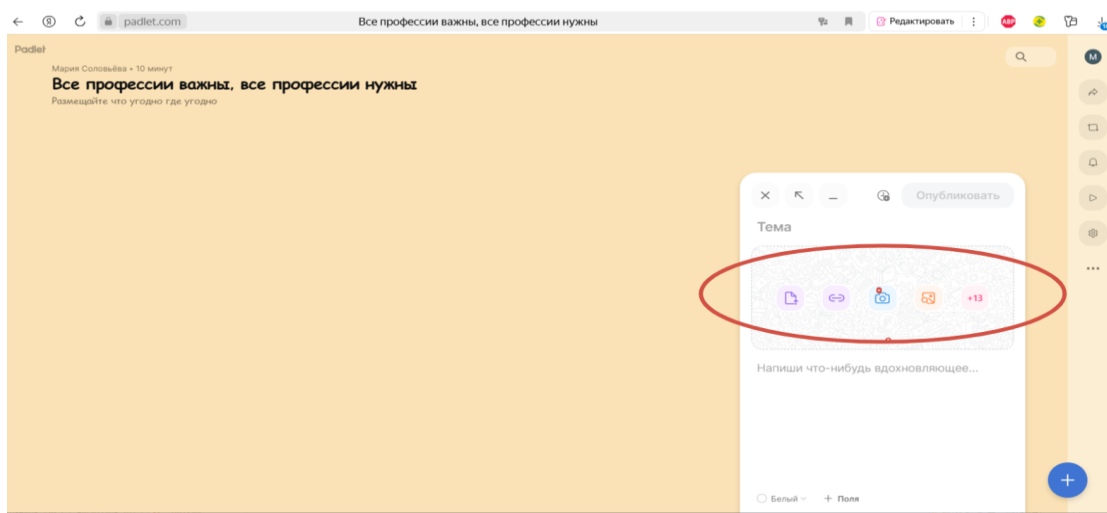 padlet.com
Все профессии важны, все профессии нужны
Редактировать
ABP
Padlet
Мария Соловьёва • 10 минут
Все профессии важны, все профессии нужны
Размещайте что угодно где угодно
M
Опубликовать
Тема
+13
Напиши что-нибудь вдохновляющее...
Белый
+ Поля